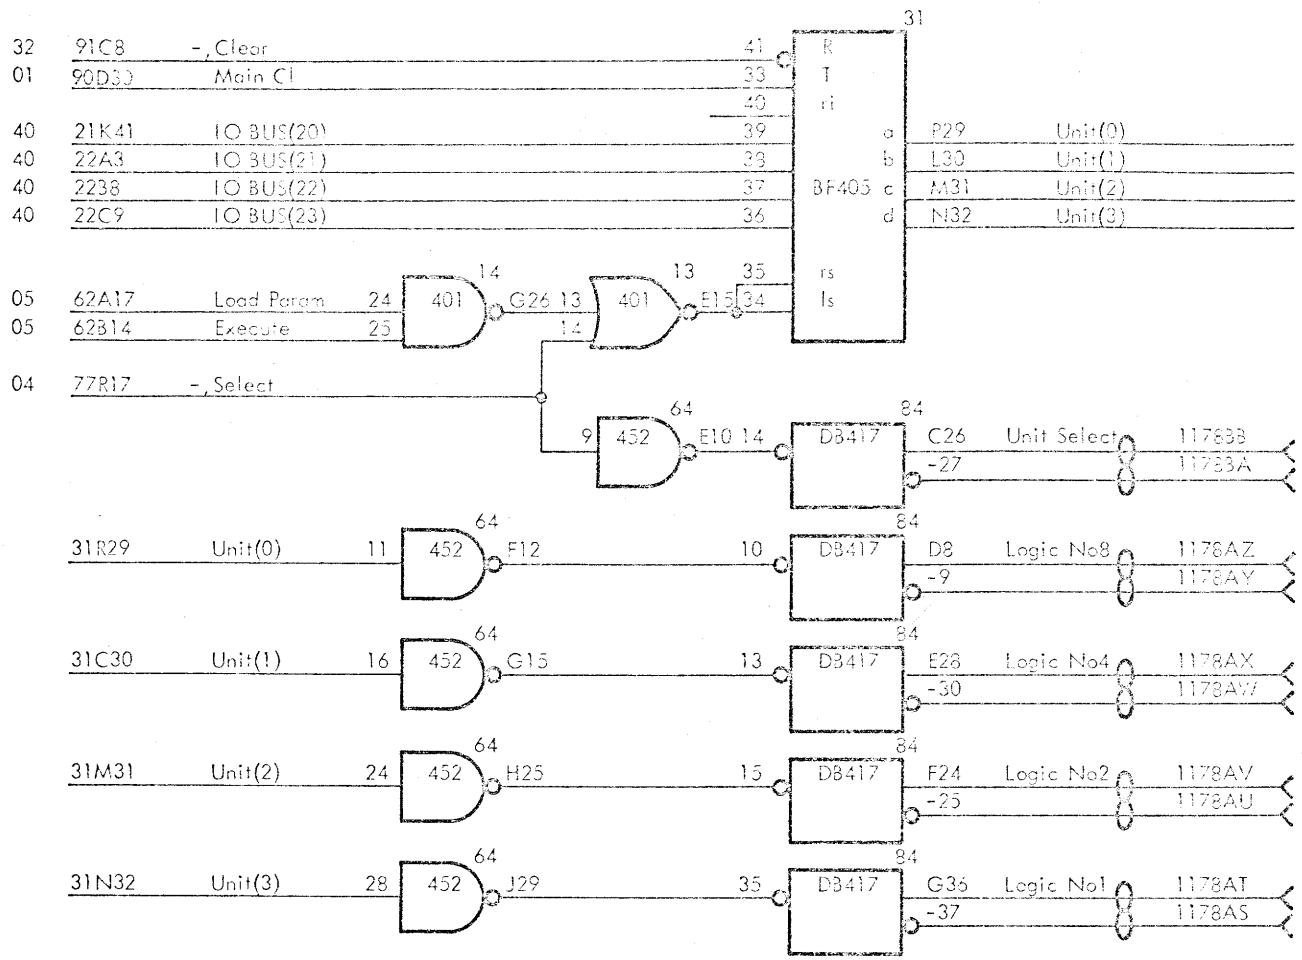 31
32 91C8 -,Clear 41 R
01 90D30 Main Cl 33 T
40 ri
40 21K41 IO BUS(20) 39 a P29 Unit(0)
40 22A3 IO BUS(21) 38 b L30 Unit(1)
40 22B8 IO BUS(22) 37 BF405 c M31 Unit(2)
40 22C9 IO BUS(23) 36 d N32 Unit(3)
14 13 35 rs
05 62A17 Load Param 24 401 G26 13 401 E15 34 ls
05 62B14 Execute 25 14
04 77R17 -,Select
64 84
9 452 E10 14 DB417 C26 Unit Select 1178BB
-27 1178BA
64 84
31R29 Unit(0) 11 452 F12 10 DB417 D8 Logic No8 1178AZ
-9 1178AY
64 84
31C30 Unit(1) 16 452 G15 13 DB417 E28 Logic No4 1178AX
-30 1178AW
64 84
31M31 Unit(2) 24 452 H25 15 DB417 F24 Logic No2 1178AV
-25 1178AU
64 84
31N32 Unit(3) 28 452 J29 35 DB417 G36 Logic No1 1178AT
-37 1178AS